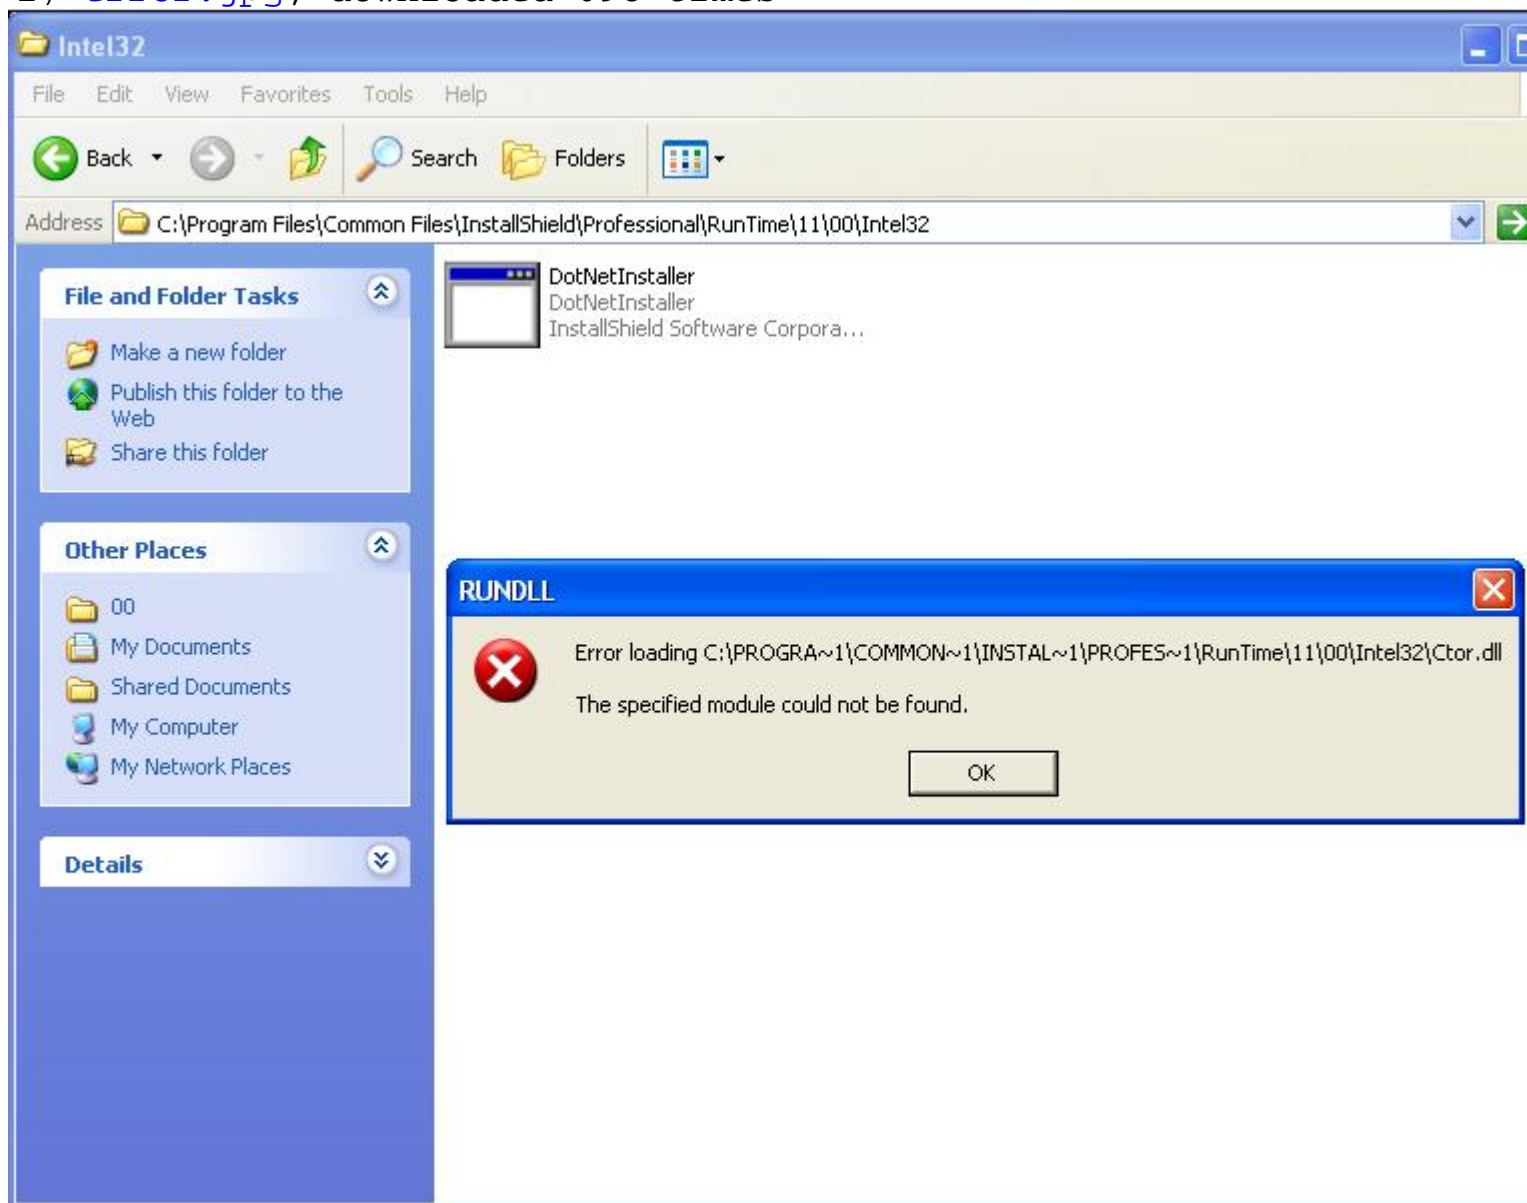 Intel32
File Edit View Favorites Tools Help
Back Search Folders
Address C:\Program Files\Common Files\InstallShield\Professional\RunTime\11\00\Intel32
File and Folder Tasks
Make a new folder
Publish this folder to the
Web
Share this folder
Other Places
00
My Documents
Shared Documents
My Computer
My Network Places
Details
DotNetInstaller
DotNetInstaller
InstallShield Software Corpora...
RUNDLL
Error loading C:\PROGRA~1\COMMON~1\INSTAL~1\PROFES~1\RunTime\11\00\Intel32\Ctor.dll
The specified module could not be found.
OK